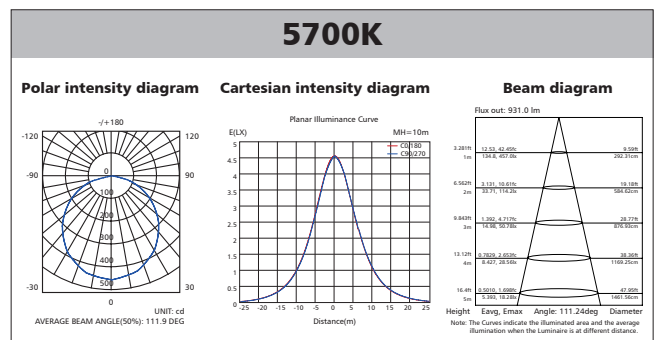 5700K
Polar intensity diagram
Cartesian intensity diagram
Beam diagram
-/+180
-120
120
-90
90
-30
30
0
0
100
200
300
400
500
UNIT: cd
AVERAGE BEAM ANGLE(50%): 111.9 DEG
Planar Illuminance Curve
E(LX)
MH=10m
C0/180
C90/270
5
4.5
4
3.5
3
2.5
2
1.5
1
0.5
0
-25 -20 -15 -10 -5 0 5 10 15 20 25
Distance(m)
Flux out: 931.0 lm
3.281ft 12.53, 42.45fc 9.59ft
1m 134.8, 457.0lx 292.31cm
6.562ft 3.131, 10.61fc 19.18ft
2m 33.71, 114.2lx 584.62cm
9.843ft 1.392, 4.717fc 28.77ft
3m 14.98, 50.78lx 876.93cm
13.12ft 0.7829, 2.653fc 38.36ft
4m 8.427, 28.56lx 1169.25cm
16.4ft 0.5010, 1.698fc 47.95ft
5m 5.393, 18.28lx 1461.56cm
Height Eavg, Emax Angle: 111.24deg Diameter
Note: The Curves indicate the illuminated area and the average
illumination when the Luminaire is at different distance.